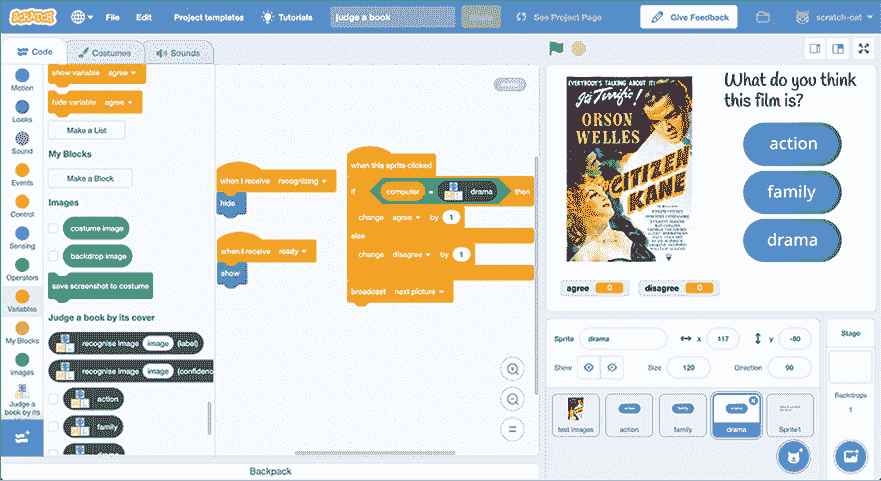 SCRATCH
File
Edit
Project templates
Tutorials
Judge a book
See Project Page
Give Feedback
scratch-cat
Code
Costumes
Sounds
Motion
Looks
Sound
Events
Control
Sensing
Operators
Variables
My Blocks
Images
Judge a
book by its
show variable agree
hide variable agree
Make a List
My Blocks
Make a Block
Images
costume image
backdrop image
save screenshot to costume
Judge a book by its cover
recognise image image (label)
recognise image image (confidenc
action
family
when I receive recognizing
hide
when I receive ready
show
when this sprite clicked
if computer = drama then
change agree by 1
else
change disagree by 1
broadcast next picture
Backpack
EVERYBODY'S TALKING ABOUT IT!
It's Terrific!
ORSON
WELLES
CITIZEN
KANE
What do you think
this film is?
action
family
drama
agree 0
disagree 0
Sprite drama x 117 y -80
Show Size 120 Direction 90
test images
action
family
drama
Sprite1
Stage
Backdrops
1